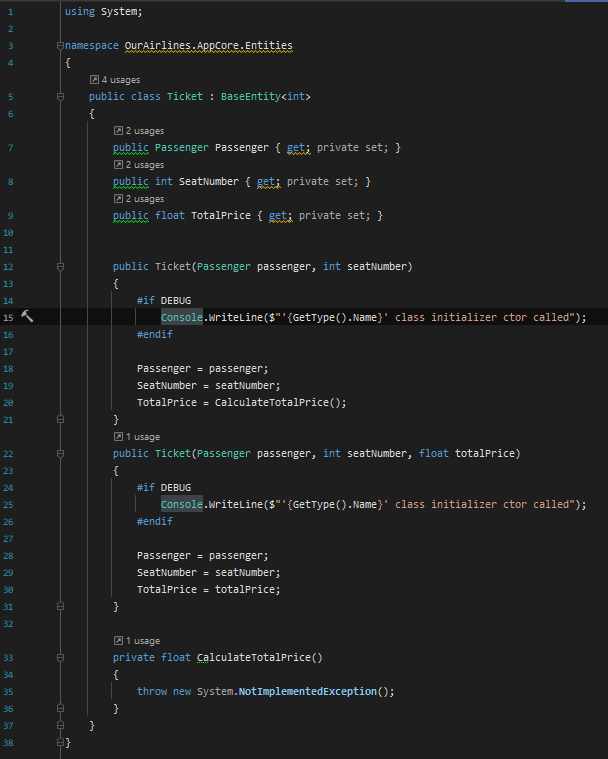 1 using System;
2
3 namespace OurAirlines.AppCore.Entities
4 {
4 usages
5 public class Ticket : BaseEntity<int>
6 {
2 usages
7 public Passenger Passenger { get; private set; }
2 usages
8 public int SeatNumber { get; private set; }
2 usages
9 public float TotalPrice { get; private set; }
10
11
12 public Ticket(Passenger passenger, int seatNumber)
13 {
14 #if DEBUG
15 Console.WriteLine($"'{GetType().Name}' class initializer ctor called");
16 #endif
17
18 Passenger = passenger;
19 SeatNumber = seatNumber;
20 TotalPrice = CalculateTotalPrice();
21 }
1 usage
22 public Ticket(Passenger passenger, int seatNumber, float totalPrice)
23 {
24 #if DEBUG
25 Console.WriteLine($"'{GetType().Name}' class initializer ctor called");
26 #endif
27
28 Passenger = passenger;
29 SeatNumber = seatNumber;
30 TotalPrice = totalPrice;
31 }
32
1 usage
33 private float CalculateTotalPrice()
34 {
35 throw new System.NotImplementedException();
36 }
37 }
38 }